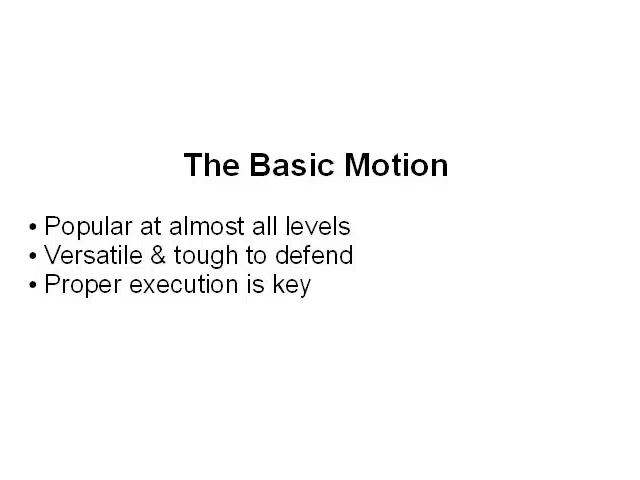 The Basic Motion
• Popular at almost all levels
• Versatile & tough to defend
• Proper execution is key